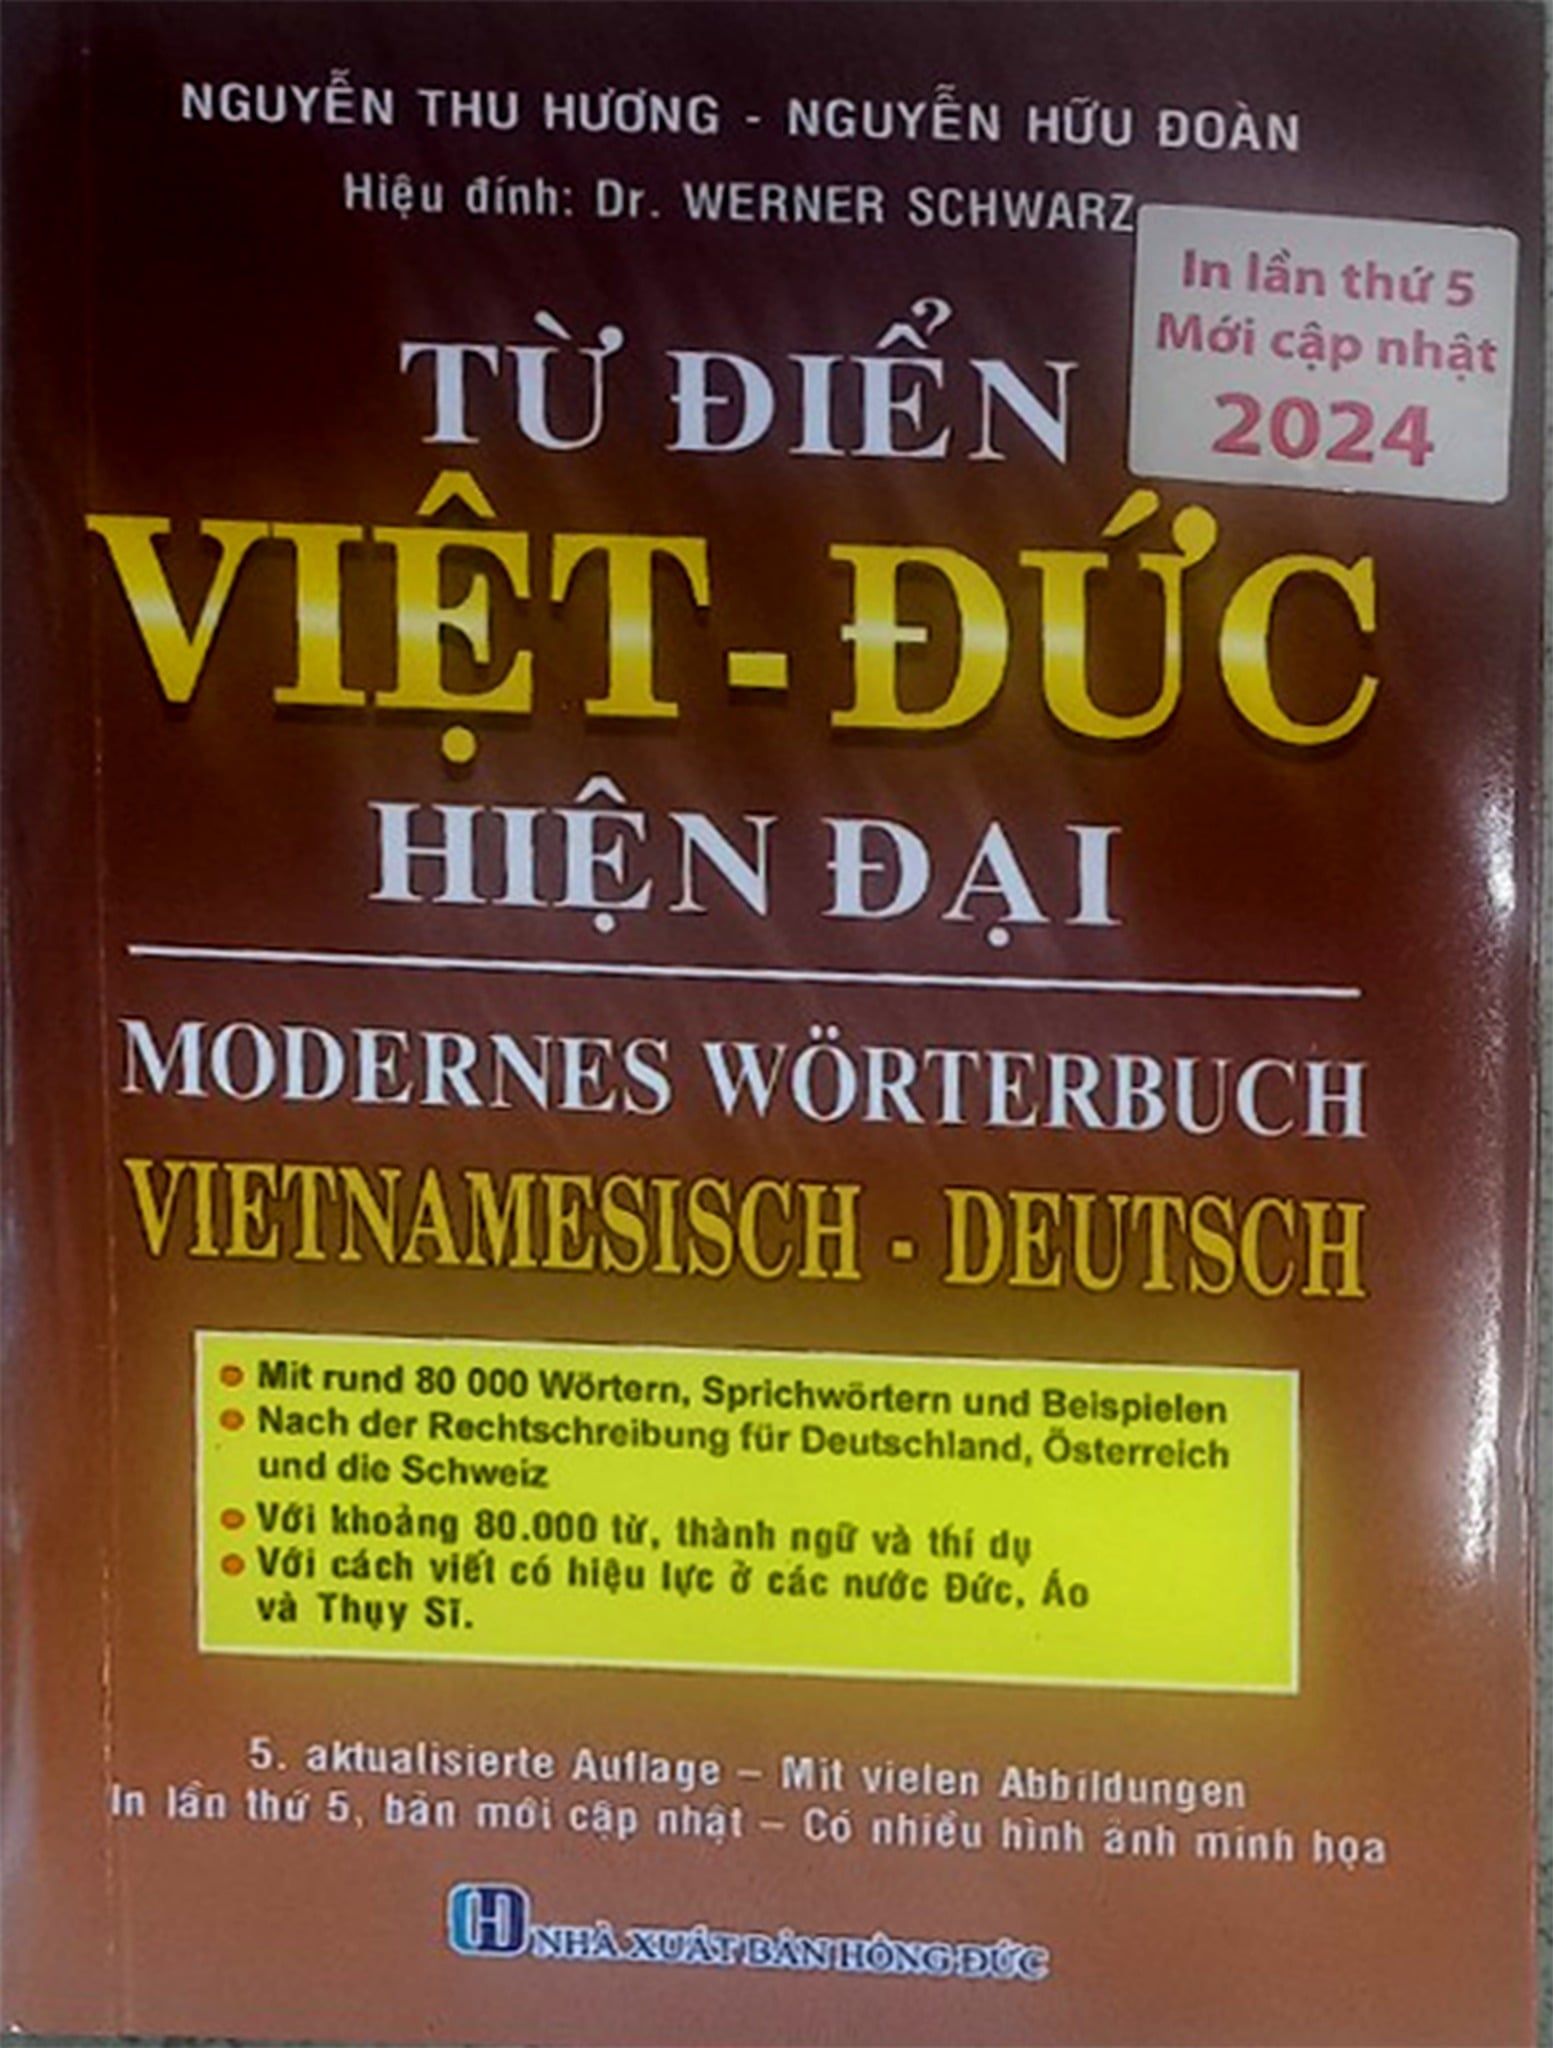 NGUYỄN THU HƯƠNG - NGUYỄN HỮU ĐOÀN
Hiệu đính: Dr. WERNER SCHWARZ
In lần thứ 5
Mới cập nhật
2024
TỪ ĐIỂN
VIỆT - ĐỨC
HIỆN ĐẠI
MODERNES WÖRTERBUCH
VIETNAMESISCH - DEUTSCH
Mit rund 80 000 Wörtern, Sprichwörtern und Beispielen
Nach der Rechtschreibung für Deutschland, Österreich
und die Schweiz
Với khoảng 80.000 từ, thành ngữ và thí dụ
Với cách viết có hiệu lực ở các nước Đức, Áo
và Thụy Sĩ.
5. aktualisierte Auflage – Mit vielen Abbildungen
In lần thứ 5, bản mới cập nhật – Có nhiều hình ảnh minh họa
NHÀ XUẤT BẢN HỒNG ĐỨC